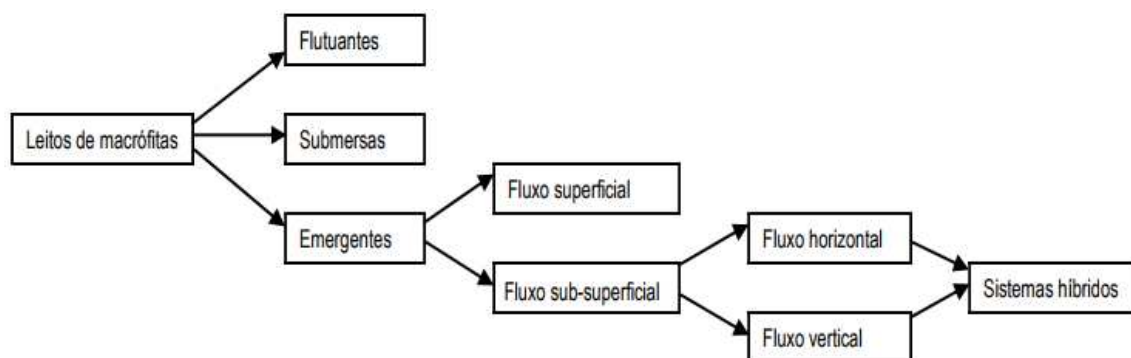 Flutuantes
Leitos de macrófitas
Submersas
Emergentes
Fluxo superficial
Fluxo sub-superficial
Fluxo horizontal
Fluxo vertical
Sistemas híbridos